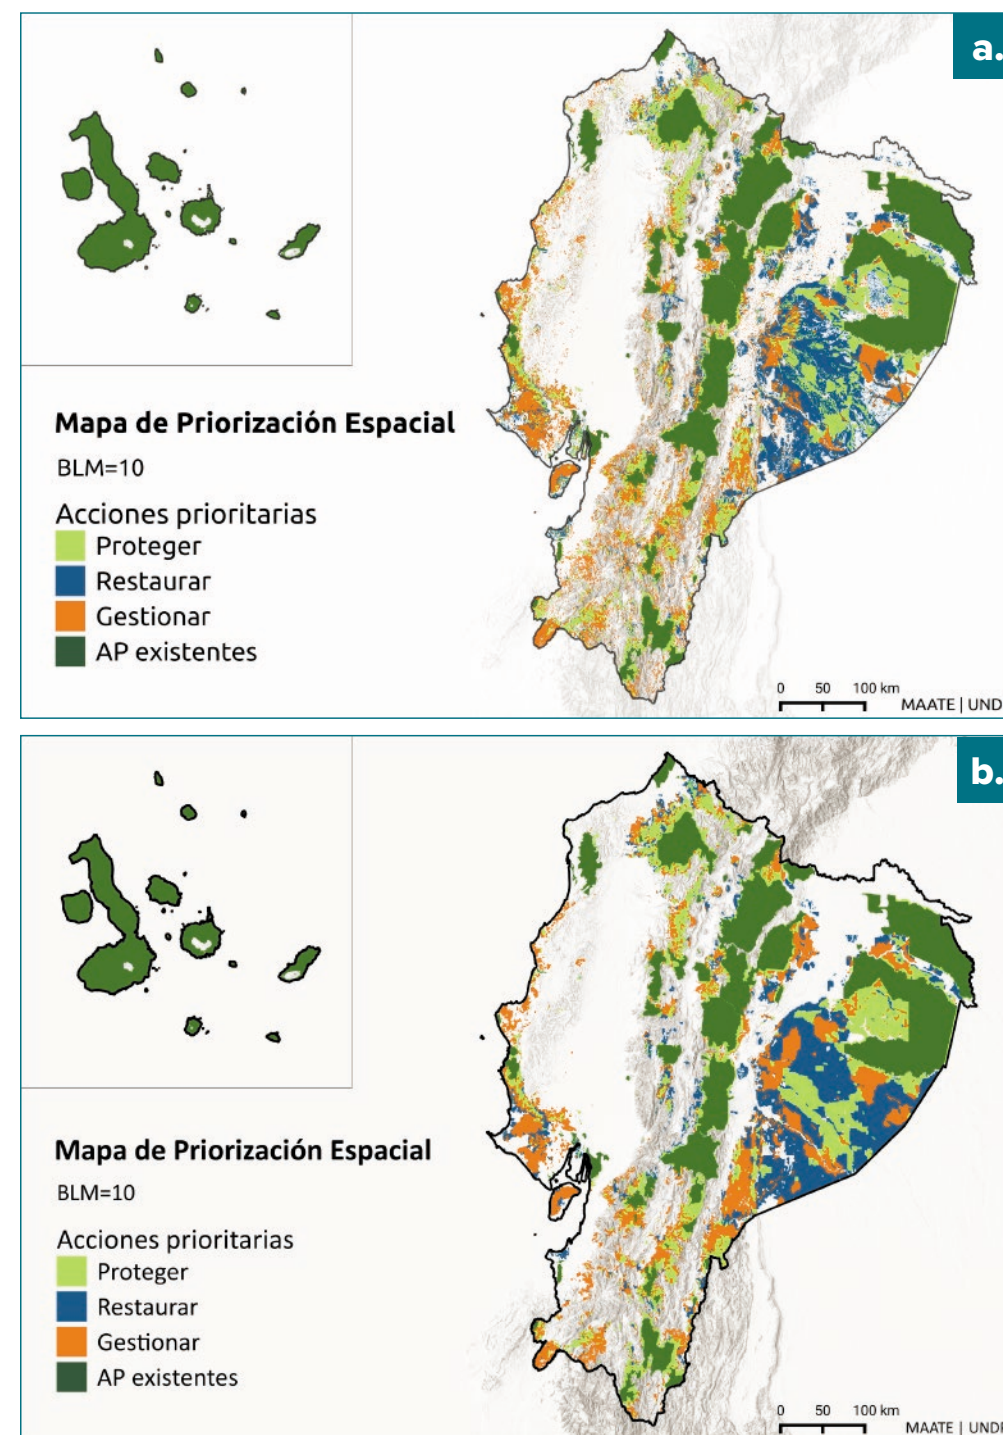 a.
Mapa de Priorización Espacial
BLM=10
Acciones prioritarias
Proteger
Restaurar
Gestionar
AP existentes
0 50 100 km
MAATE | UND
b.
Mapa de Priorización Espacial
BLM=10
Acciones prioritarias
Proteger
Restaurar
Gestionar
AP existentes
0 50 100 km
MAATE | UNDP